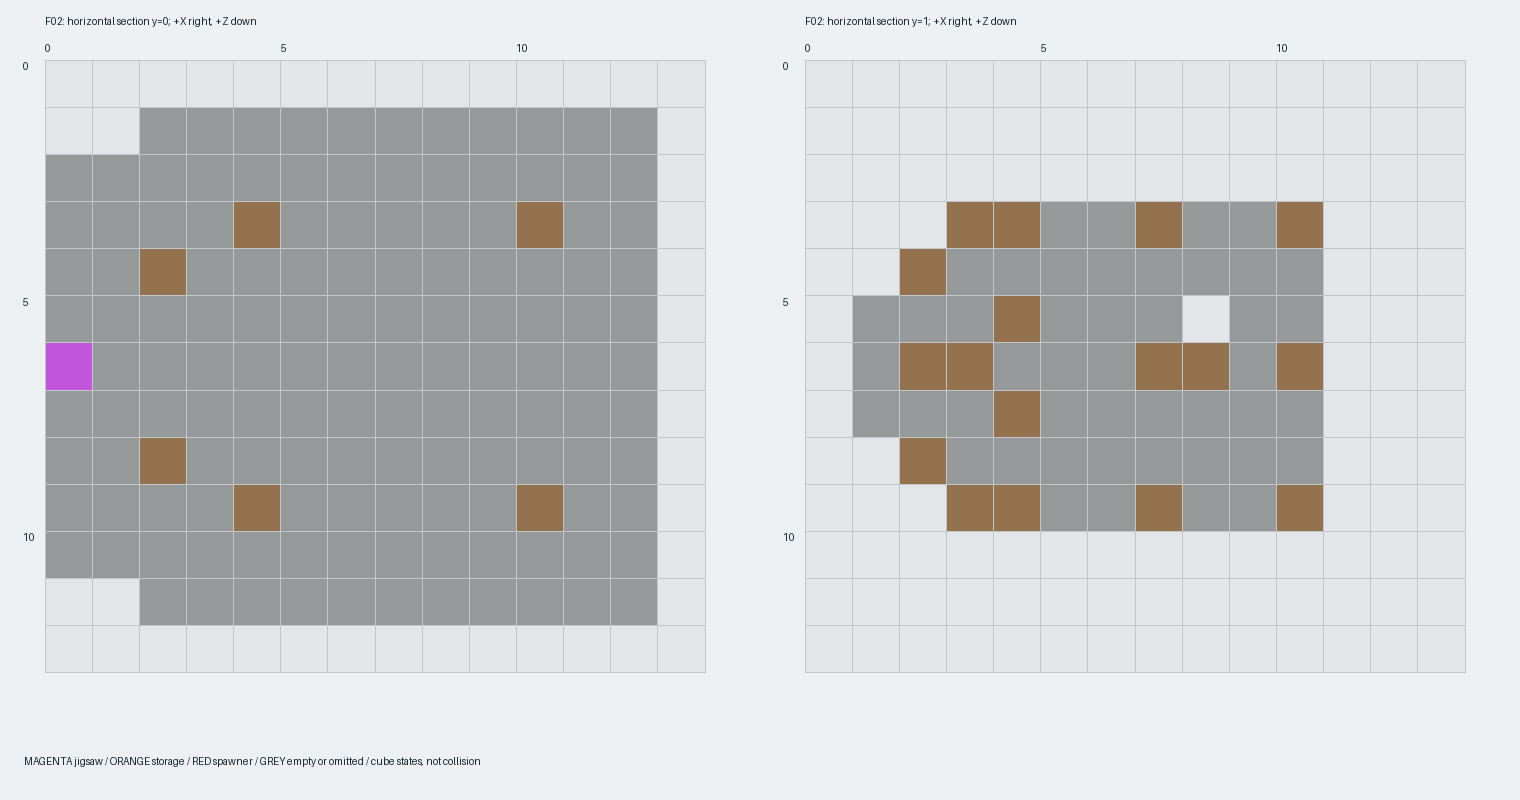 F02: horizontal section y=0; +X right, +Z down
F02: horizontal section y=1; +X right, +Z down
0 5 10
0 5 10
0
0
5
5
10
10
MAGENTA jigsaw / ORANGE storage / RED spawner / GREY empty or omitted / cube states, not collision